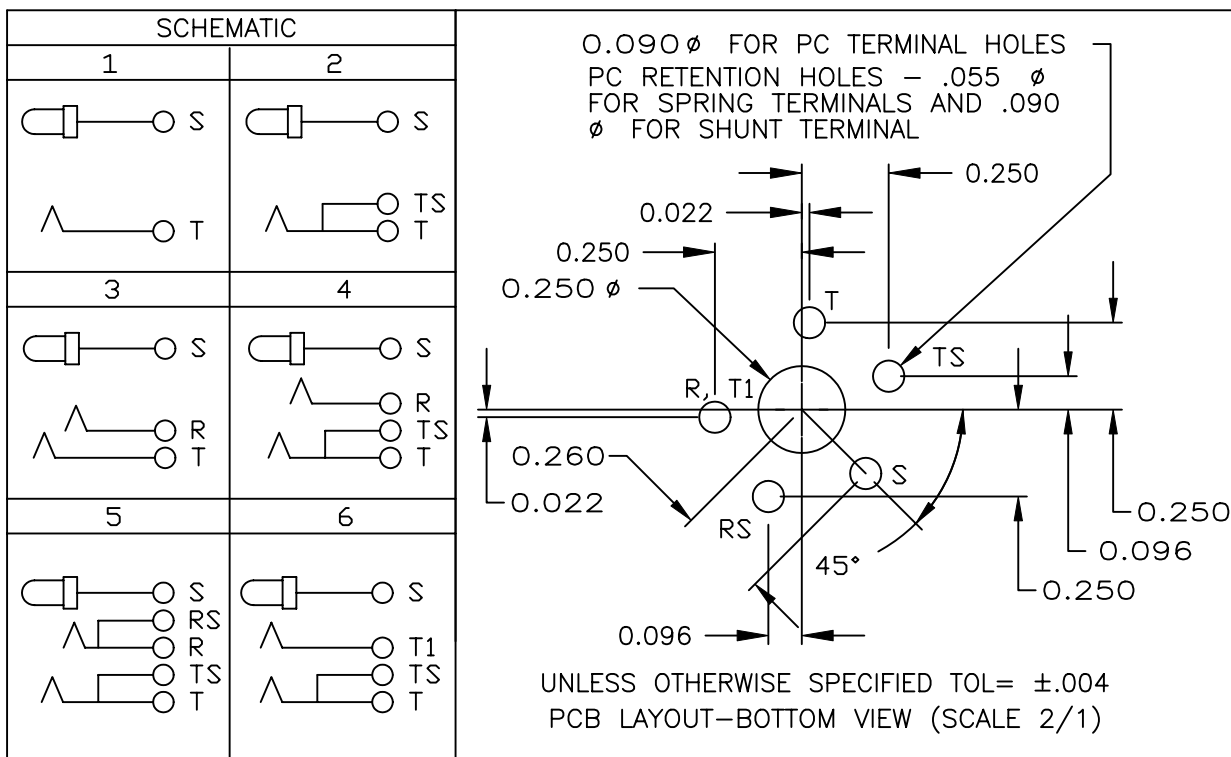 SCHEMATIC
1
2
S
T
S
TS
T
3
4
S
R
T
S
R
TS
T
5
6
S
RS
R
TS
T
S
T1
TS
T
0.090 ø FOR PC TERMINAL HOLES
PC RETENTION HOLES – .055 ø
FOR SPRING TERMINALS AND .090
ø FOR SHUNT TERMINAL
0.250
0.022
0.250
0.250 ø
T
TS
R, T1
0.260
0.022
S
RS
45°
0.250
0.096
0.250
0.096
UNLESS OTHERWISE SPECIFIED TOL= ±.004
PCB LAYOUT–BOTTOM VIEW (SCALE 2/1)